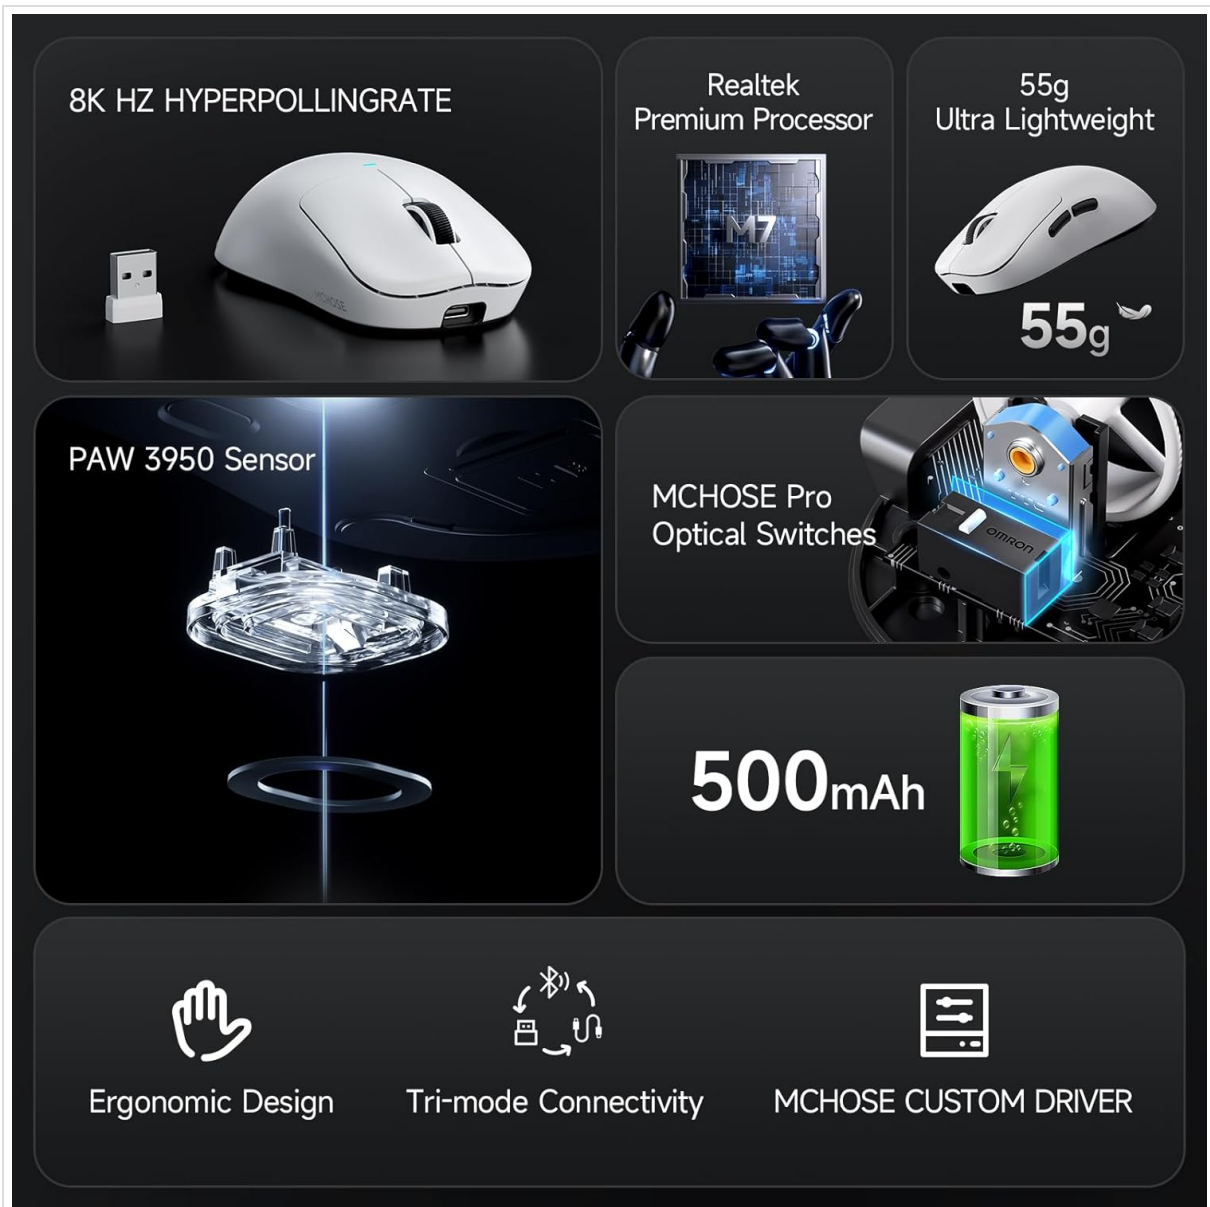 8K HZ HYPERPOLLINGRATE
MCHOSE
Realtek
Premium Processor
M7
55g
Ultra Lightweight
55g
PAW 3950 Sensor
MCHOSE Pro
Optical Switches
OMRON
500mAh
Ergonomic Design
Tri-mode Connectivity
MCHOSE CUSTOM DRIVER